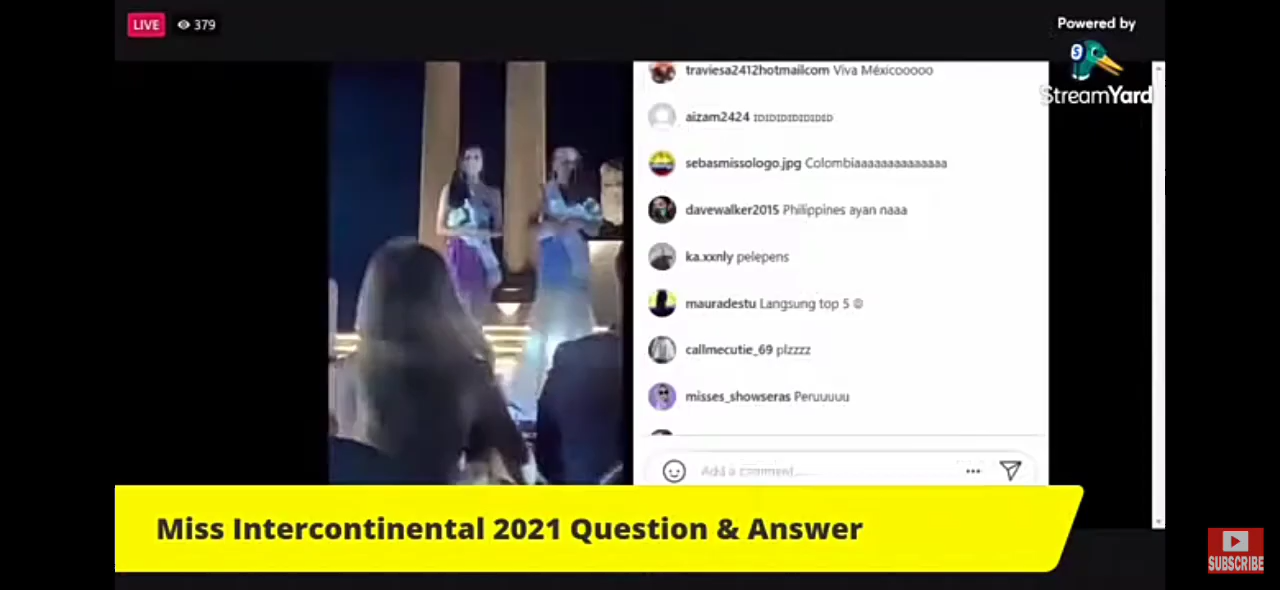 LIVE 379
Powered by
StreamYard
traviesa2412hotmailcom Viva Méxicooooo
aizam2424 IDIDIDIDIDIDID
sebasmissologo.jpg Colombiaaaaaaaaaaaaaa
davewalker2015 Philippines ayan naaa
ka.xxnly pelepens
mauradestu Langsung top 5
callmecutie_69 plzzzz
misses_showseras Peruuuuu
Add a comment...
Miss Intercontinental 2021 Question & Answer
SUBSCRIBE